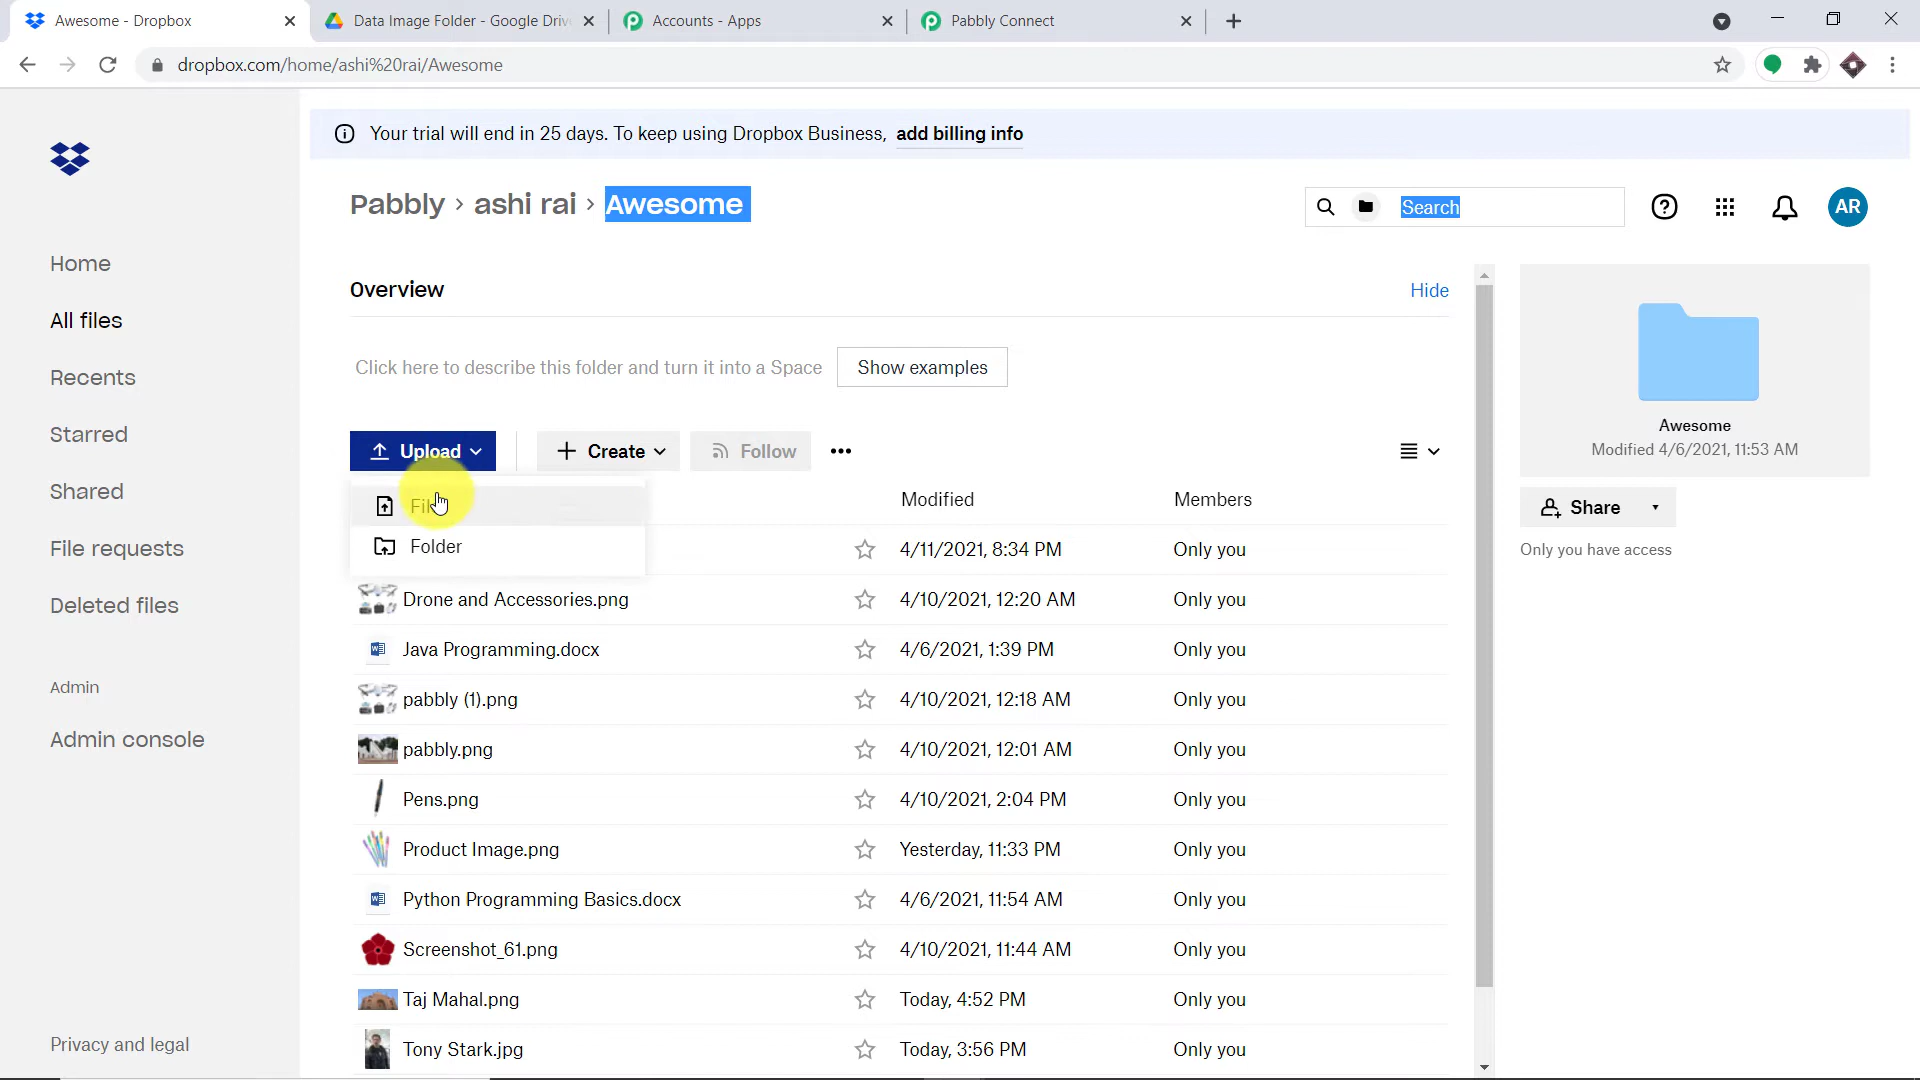 Awesome - Dropbox
Data Image Folder - Google Driv
Accounts - Apps
Pabbly Connect
dropbox.com/home/ashi%20rai/Awesome
Your trial will end in 25 days. To keep using Dropbox Business, add billing info
Pabbly › ashi rai › Awesome
Search
AR
Home
All files
Recents
Starred
Shared
File requests
Deleted files
Admin
Admin console
Privacy and legal
Overview
Hide
Click here to describe this folder and turn it into a Space
Show examples
Upload
Create
Follow
Folder
Modified
Members
4/11/2021, 8:34 PM Only you
Drone and Accessories.png 4/10/2021, 12:20 AM Only you
Java Programming.docx 4/6/2021, 1:39 PM Only you
pabbly (1).png 4/10/2021, 12:18 AM Only you
pabbly.png 4/10/2021, 12:01 AM Only you
Pens.png 4/10/2021, 2:04 PM Only you
Product Image.png Yesterday, 11:33 PM Only you
Python Programming Basics.docx 4/6/2021, 11:54 AM Only you
Screenshot_61.png 4/10/2021, 11:44 AM Only you
Taj Mahal.png Today, 4:52 PM Only you
Tony Stark.jpg Today, 3:56 PM Only you
Awesome
Modified 4/6/2021, 11:53 AM
Share
Only you have access